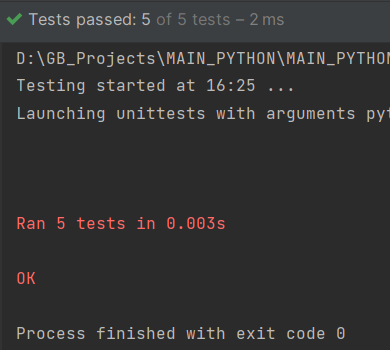 Tests passed: 5 of 5 tests – 2 ms
D:\GB_Projects\MAIN_PYTHON\MAIN_PYTHON
Testing started at 16:25 ...
Launching unittests with arguments pyt
Ran 5 tests in 0.003s
OK
Process finished with exit code 0